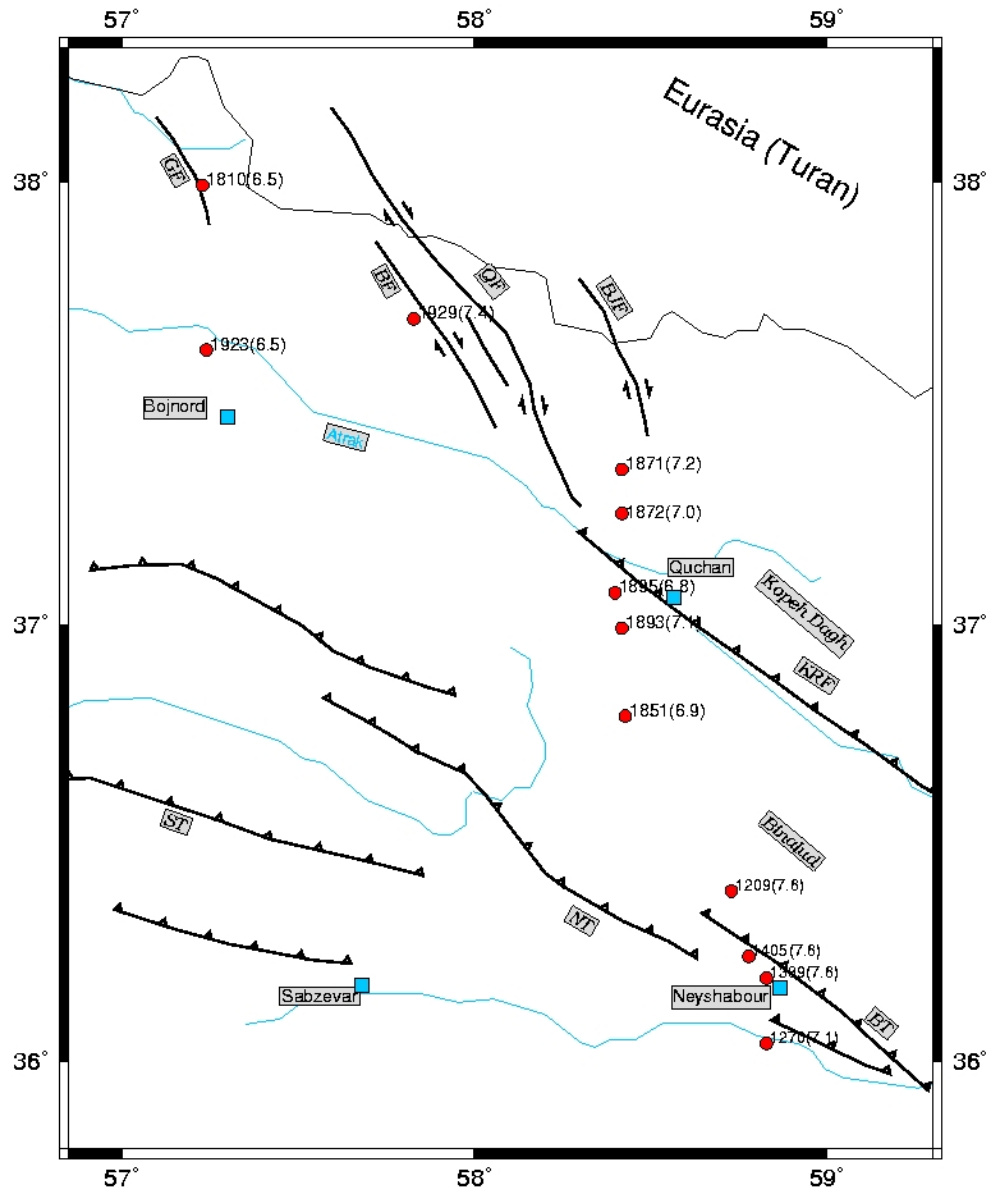 57°
58°
59°
Eurasia (Turan)
38°
38°
GF
1810(6.5)
BF
QF
BJF
1929(7.4)
1923(6.5)
Bojnord
Atrak
1871(7.2)
1872(7.0)
Quchan
1895(6.8)
Kopeh Dagh
37°
37°
1893(7.1)
KRF
1851(6.9)
ST
Binalud
1209(7.6)
NT
1405(7.6)
1389(7.6)
Sabzevar
Neyshabour
BT
1270(7.1)
36°
36°
57°
58°
59°